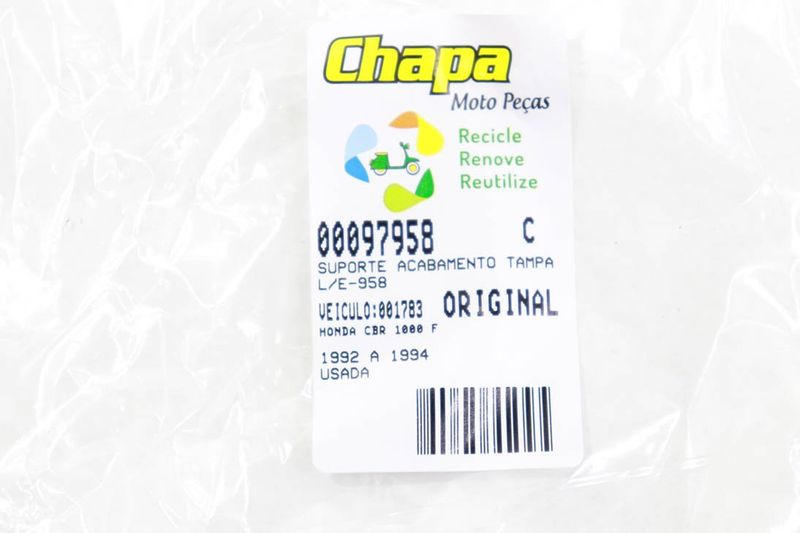 Chapa
Moto Peças
Recicle
Renove
Reutilize
00097958 C
SUPORTE ACABAMENTO TAMPA
L/E-958
VEICULO:001783 ORIGINAL
HONDA CBR 1000 F
1992 A 1994
USADA